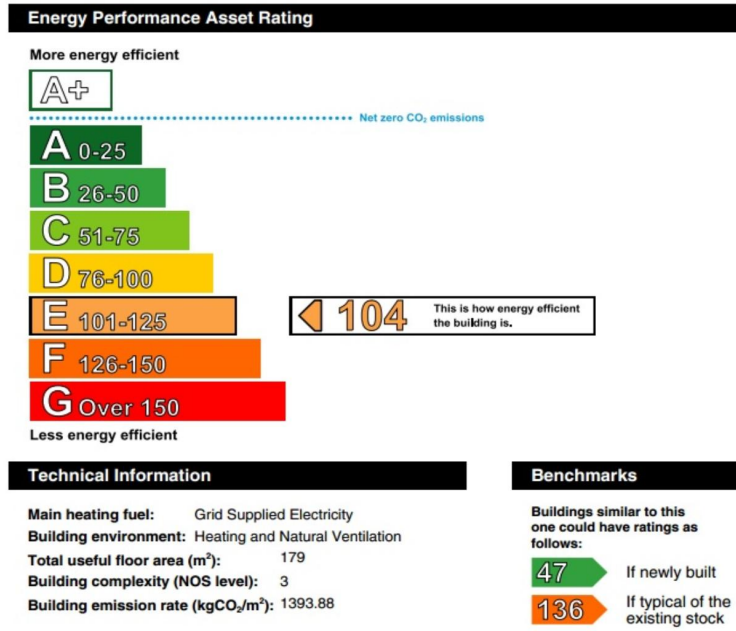 Energy Performance Asset Rating
More energy efficient
A+
Net zero CO₂ emissions
A 0-25
B 26-50
C 51-75
D 76-100
E 101-125
104 This is how energy efficient
the building is.
F 126-150
G Over 150
Less energy efficient
Technical Information
Main heating fuel: Grid Supplied Electricity
Building environment: Heating and Natural Ventilation
Total useful floor area (m²): 179
Building complexity (NOS level): 3
Building emission rate (kgCO₂/m²): 1393.88
Benchmarks
Buildings similar to this
one could have ratings as
follows:
47 If newly built
136 If typical of the
existing stock